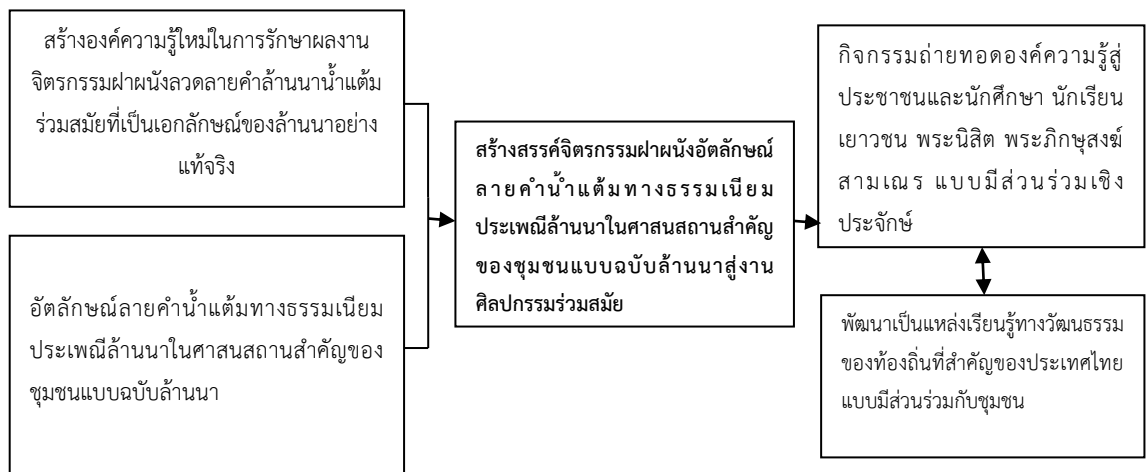 สร้างองค์ความรู้ใหม่ในการรักษาผลงาน
จิตรกรรมฝาผนังลวดลายคำล้านนาน้ำแต้ม
ร่วมสมัยที่เป็นเอกลักษณ์ของล้านนาอย่าง
แท้จริง
อัตลักษณ์ลายคำน้ำแต้มทางธรรมเนียม
ประเพณีล้านนาในศาสนสถานสำคัญของ
ชุมชนแบบฉบับล้านนา
สร้างสรรค์จิตรกรรมฝาผนังอัตลักษณ์
ลายคำน้ำแต้มทางธรรมเนียม
ประเพณีล้านนาในศาสนสถานสำคัญ
ของชุมชนแบบฉบับล้านนาสู่งาน
ศิลปกรรมร่วมสมัย
กิจกรรมถ่ายทอดองค์ความรู้สู่
ประชาชนและนักศึกษา นักเรียน
เยาวชน พระนิสิต พระภิกษุสงฆ์
สามเณร แบบมีส่วนร่วมเชิง
ประจักษ์
พัฒนาเป็นแหล่งเรียนรู้ทางวัฒนธรรม
ของท้องถิ่นที่สำคัญของประเทศไทย
แบบมีส่วนร่วมกับชุมชน